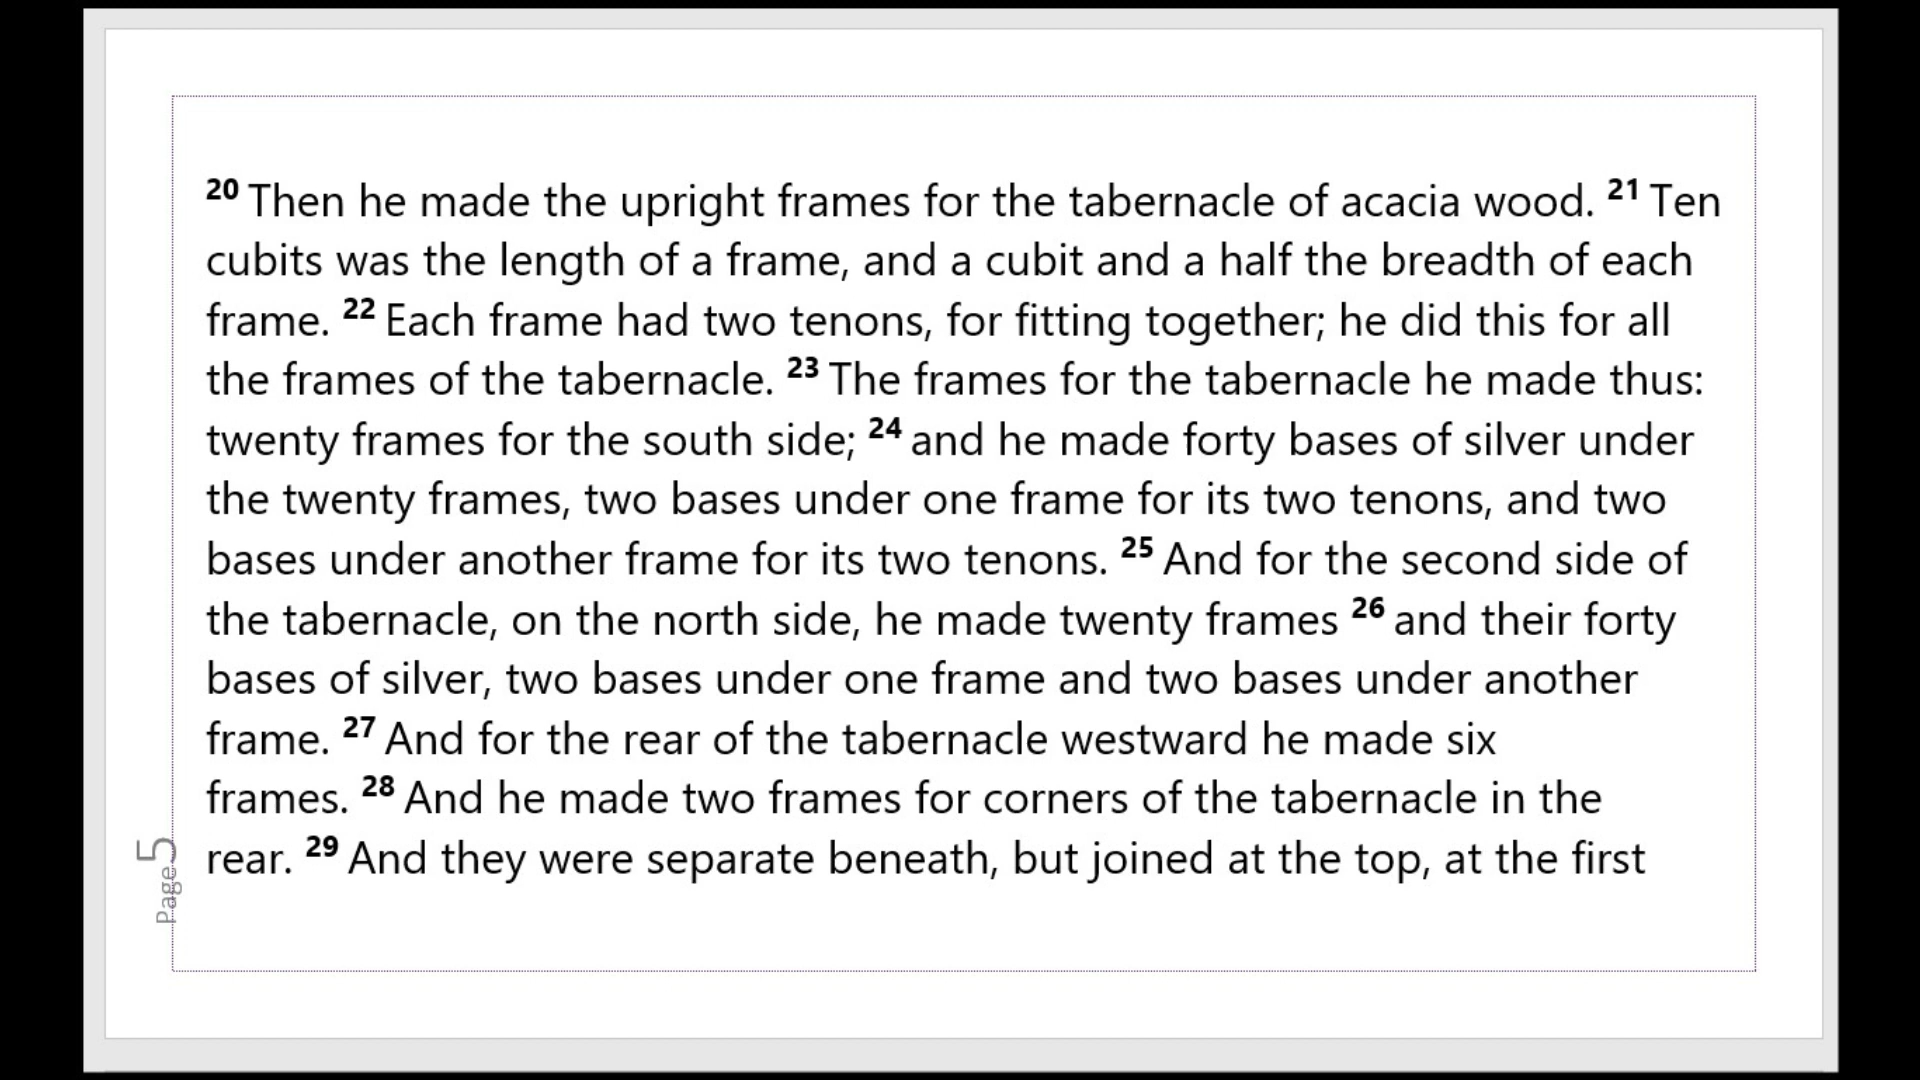 20 Then he made the upright frames for the tabernacle of acacia wood. 21 Ten
cubits was the length of a frame, and a cubit and a half the breadth of each
frame. 22 Each frame had two tenons, for fitting together; he did this for all
the frames of the tabernacle. 23 The frames for the tabernacle he made thus:
twenty frames for the south side; 24 and he made forty bases of silver under
the twenty frames, two bases under one frame for its two tenons, and two
bases under another frame for its two tenons. 25 And for the second side of
the tabernacle, on the north side, he made twenty frames 26 and their forty
bases of silver, two bases under one frame and two bases under another
frame. 27 And for the rear of the tabernacle westward he made six
frames. 28 And he made two frames for corners of the tabernacle in the
rear. 29 And they were separate beneath, but joined at the top, at the first
Page 5